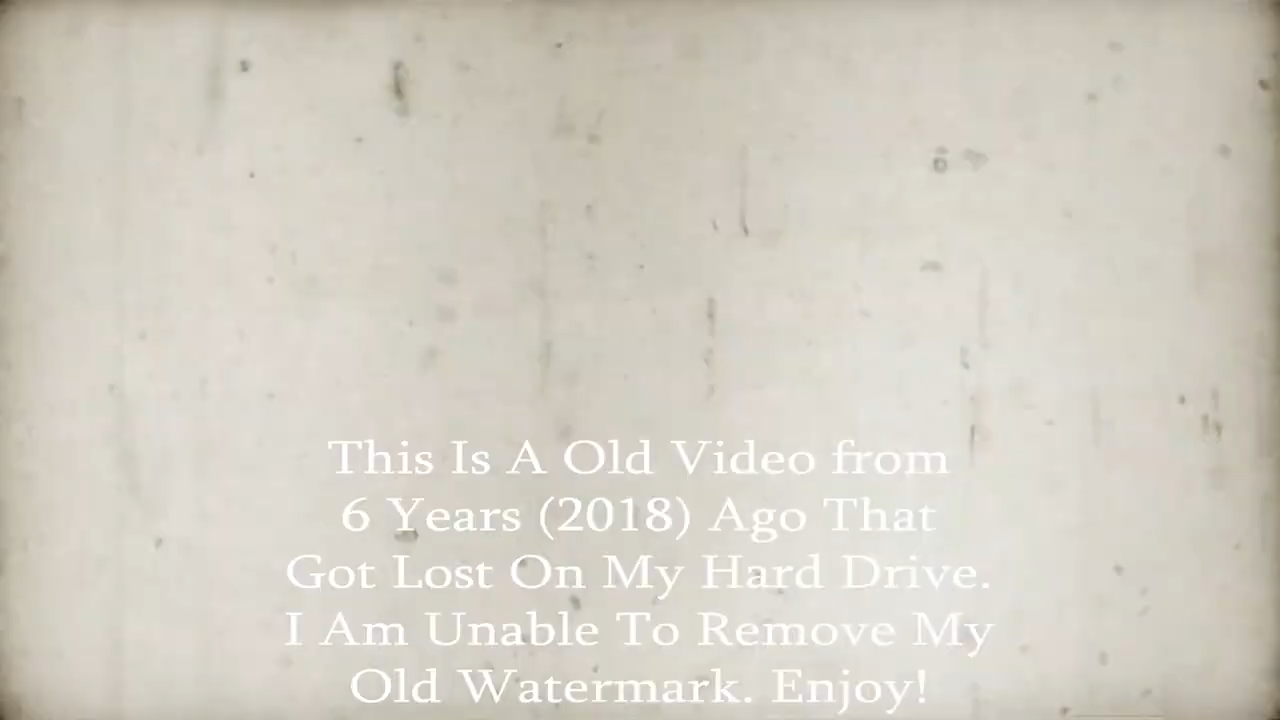 This Is A Old Video from
6 Years (2018) Ago That
Got Lost On My Hard Drive.
I Am Unable To Remove My
Old Watermark. Enjoy!